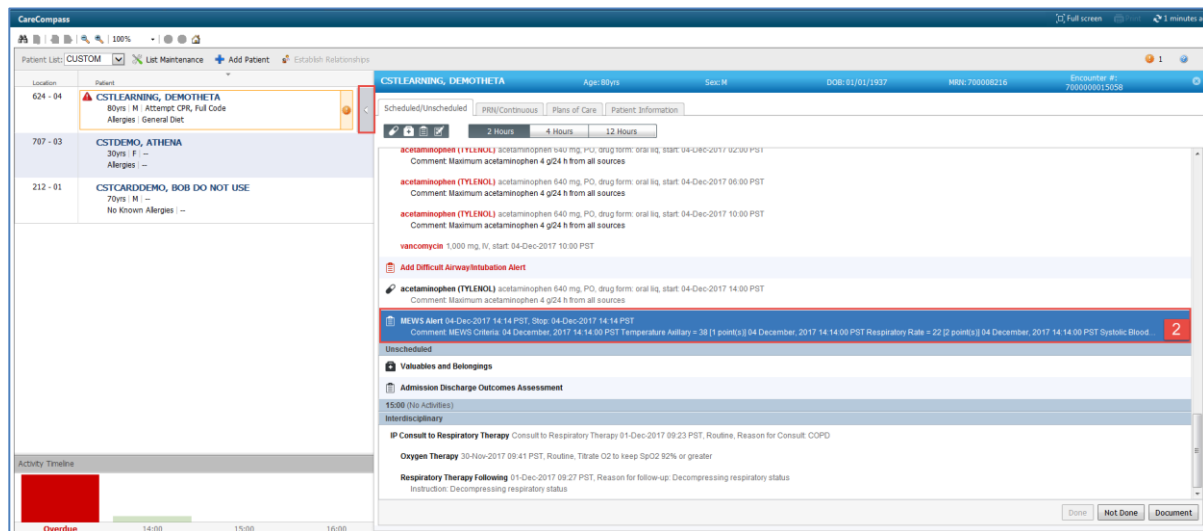 CareCompass
Full screen Print 1 minutes a
100%
Patient List: CUSTOM List Maintenance Add Patient Establish Relationships
1
Location Patient
624 - 04 CSTLEARNING, DEMOTHETA
80yrs | M | Attempt CPR, Full Code
Allergies | General Diet
707 - 03 CSTDEMO, ATHENA
30yrs | F | --
Allergies | --
212 - 01 CSTCARDDEMO, BOB DO NOT USE
70yrs | M | --
No Known Allergies | --
Activity Timeline
Overdue 14:00 15:00 16:00
CSTLEARNING, DEMOTHETA Age: 80yrs Sex: M DOB: 01/01/1937 MRN: 700008216 Encounter #: 7000000015058
Scheduled/Unscheduled PRN/Continuous Plans of Care Patient Information
2 Hours 4 Hours 12 Hours
acetaminophen (TYLENOL) acetaminophen 640 mg, PO, drug form: oral liq, start: 04-Dec-2017 02:00 PST
Comment: Maximum acetaminophen 4 g/24 h from all sources
acetaminophen (TYLENOL) acetaminophen 640 mg, PO, drug form: oral liq, start: 04-Dec-2017 06:00 PST
Comment: Maximum acetaminophen 4 g/24 h from all sources
acetaminophen (TYLENOL) acetaminophen 640 mg, PO, drug form: oral liq, start: 04-Dec-2017 10:00 PST
Comment: Maximum acetaminophen 4 g/24 h from all sources
vancomycin 1,000 mg, IV, start: 04-Dec-2017 10:00 PST
Add Difficult Airway/Intubation Alert
acetaminophen (TYLENOL) acetaminophen 640 mg, PO, drug form: oral liq, start: 04-Dec-2017 14:00 PST
Comment: Maximum acetaminophen 4 g/24 h from all sources
MEWS Alert 04-Dec-2017 14:14 PST, Stop: 04-Dec-2017 14:14 PST
Comment: MEWS Criteria: 04 December, 2017 14:14:00 PST Temperature Axillary = 38 [1 point(s)] 04 December, 2017 14:14:00 PST Respiratory Rate = 22 [2 point(s)] 04 December, 2017 14:14:00 PST Systolic Blood... 2
Unscheduled
Valuables and Belongings
Admission Discharge Outcomes Assessment
15:00 (No Activities)
Interdisciplinary
IP Consult to Respiratory Therapy Consult to Respiratory Therapy 01-Dec-2017 09:23 PST, Routine, Reason for Consult: COPD
Oxygen Therapy 30-Nov-2017 09:41 PST, Routine, Titrate O2 to keep SpO2 92% or greater
Respiratory Therapy Following 01-Dec-2017 09:27 PST, Reason for follow-up: Decompressing respiratory status
Instruction: Decompressing respiratory status
Done Not Done Document